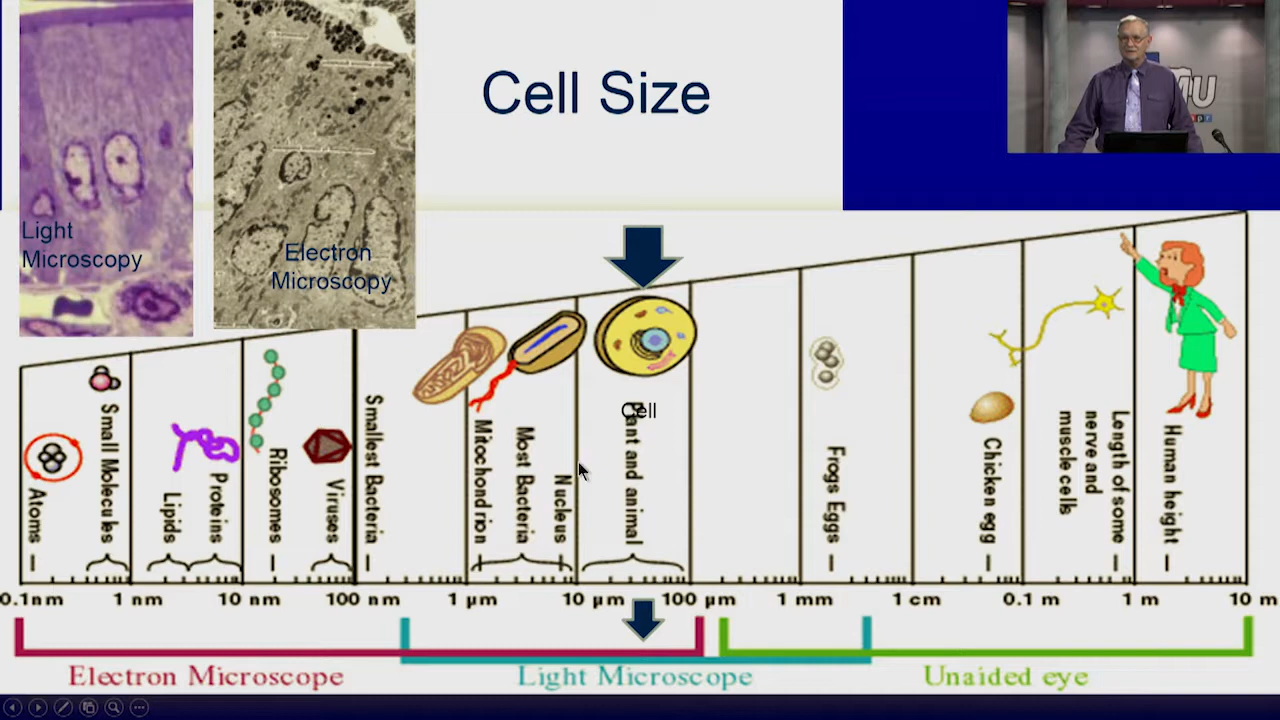 Cell Size
Light
Microscopy
Electron
Microscopy
Cell
Atoms
Small Molecules
Lipids
Proteins
Ribosomes
Viruses
Smallest Bacteria
Mitochondrion
Most Bacteria
Nucleus
and animal
Frogs Eggs
Chicken egg
Length of some
nerve and
muscle cells
Human height
0.1nm 1 nm 10 nm 100 nm 1 µm 10 µm 100 µm 1 mm 1 cm 0.1 m 1 m 10 m
Electron Microscope Light Microscope Unaided eye